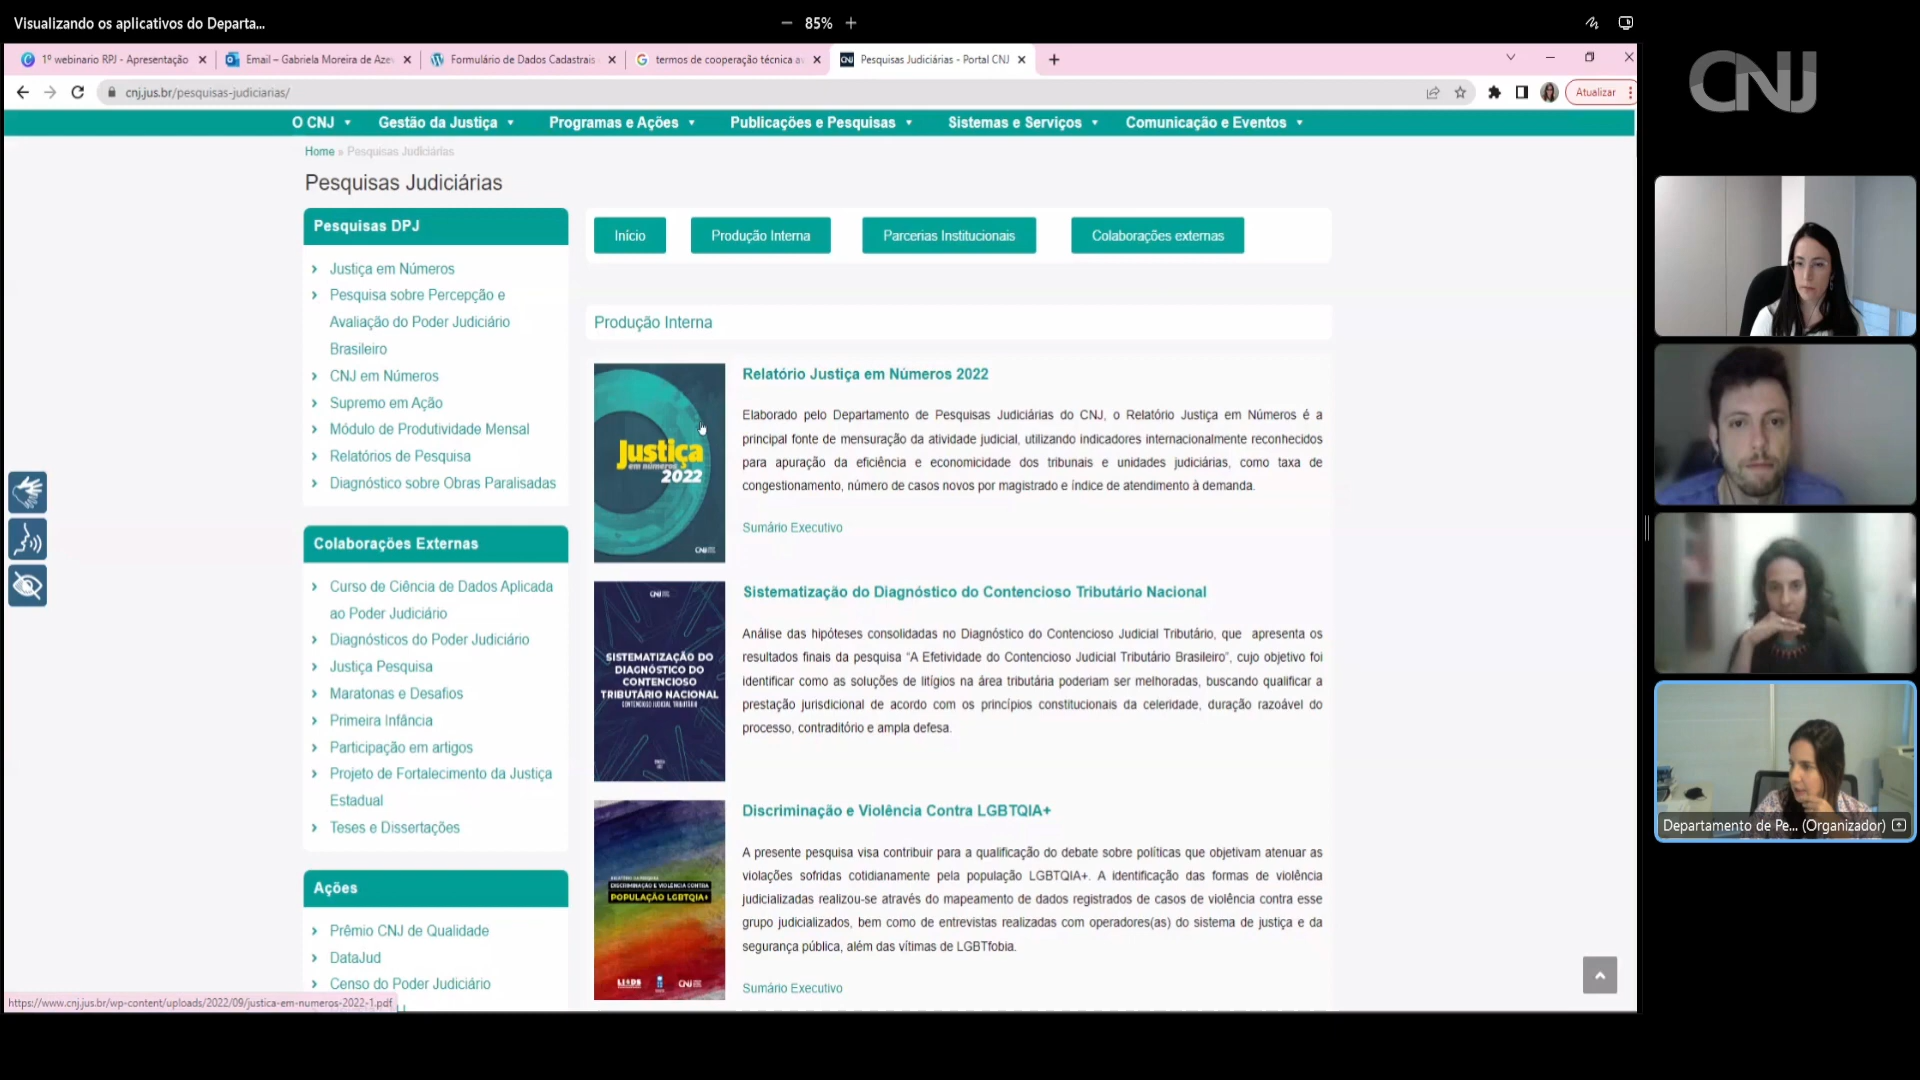 Visualizando os aplicativos do Departa...
85%
1º webinario RPJ - Apresentação
Email – Gabriela Moreira de Azev
Formulário de Dados Cadastrais
termos de cooperação técnica a
Pesquisas Judiciárias - Portal CNJ
cnj.jus.br/pesquisas-judiciarias/
Atualizar
CNJ
O CNJ
Gestão da Justiça
Programas e Ações
Publicações e Pesquisas
Sistemas e Serviços
Comunicação e Eventos
Home » Pesquisas Judiciárias
Pesquisas Judiciárias
Pesquisas DPJ
Justiça em Números
Pesquisa sobre Percepção e
Avaliação do Poder Judiciário
Brasileiro
CNJ em Números
Supremo em Ação
Módulo de Produtividade Mensal
Relatórios de Pesquisa
Diagnóstico sobre Obras Paralisadas
Colaborações Externas
Curso de Ciência de Dados Aplicada
ao Poder Judiciário
Diagnósticos do Poder Judiciário
Justiça Pesquisa
Maratonas e Desafios
Primeira Infância
Participação em artigos
Projeto de Fortalecimento da Justiça
Estadual
Teses e Dissertações
Ações
Prêmio CNJ de Qualidade
DataJud
Censo do Poder Judiciário
https://www.cnj.jus.br/wp-content/uploads/2022/09/justica-em-numeros-2022-1.pdf
Início
Produção Interna
Parcerias Institucionais
Colaborações externas
Produção Interna
Justiça
em números
2022
CNJ
Relatório Justiça em Números 2022
Elaborado pelo Departamento de Pesquisas Judiciárias do CNJ, o Relatório Justiça em Números é a
principal fonte de mensuração da atividade judicial, utilizando indicadores internacionalmente reconhecidos
para apuração da eficiência e economicidade dos tribunais e unidades judiciárias, como taxa de
congestionamento, número de casos novos por magistrado e índice de atendimento à demanda.
Sumário Executivo
CNJ
SISTEMATIZAÇÃO DO
DIAGNÓSTICO DO
CONTENCIOSO
TRIBUTÁRIO NACIONAL
CONTENCIOSO JUDICIAL TRIBUTÁRIO
Sistematização do Diagnóstico do Contencioso Tributário Nacional
Análise das hipóteses consolidadas no Diagnóstico do Contencioso Judicial Tributário, que apresenta os
resultados finais da pesquisa “A Efetividade do Contencioso Judicial Tributário Brasileiro”, cujo objetivo foi
identificar como as soluções de litígios na área tributária poderiam ser melhoradas, buscando qualificar a
prestação jurisdicional de acordo com os princípios constitucionais da celeridade, duração razoável do
processo, contraditório e ampla defesa.
DISCRIMINAÇÃO E VIOLÊNCIA CONTRA
POPULAÇÃO LGBTQIA+
CNJ
Discriminação e Violência Contra LGBTQIA+
A presente pesquisa visa contribuir para a qualificação do debate sobre políticas que objetivam atenuar as
violações sofridas cotidianamente pela população LGBTQIA+. A identificação das formas de violência
judicializadas realizou-se através do mapeamento de dados registrados de casos de violência contra esse
grupo judicializados, bem como de entrevistas realizadas com operadores(as) do sistema de justiça e da
segurança pública, além das vítimas de LGBTfobia.
Sumário Executivo
Departamento de Pe... (Organizador)